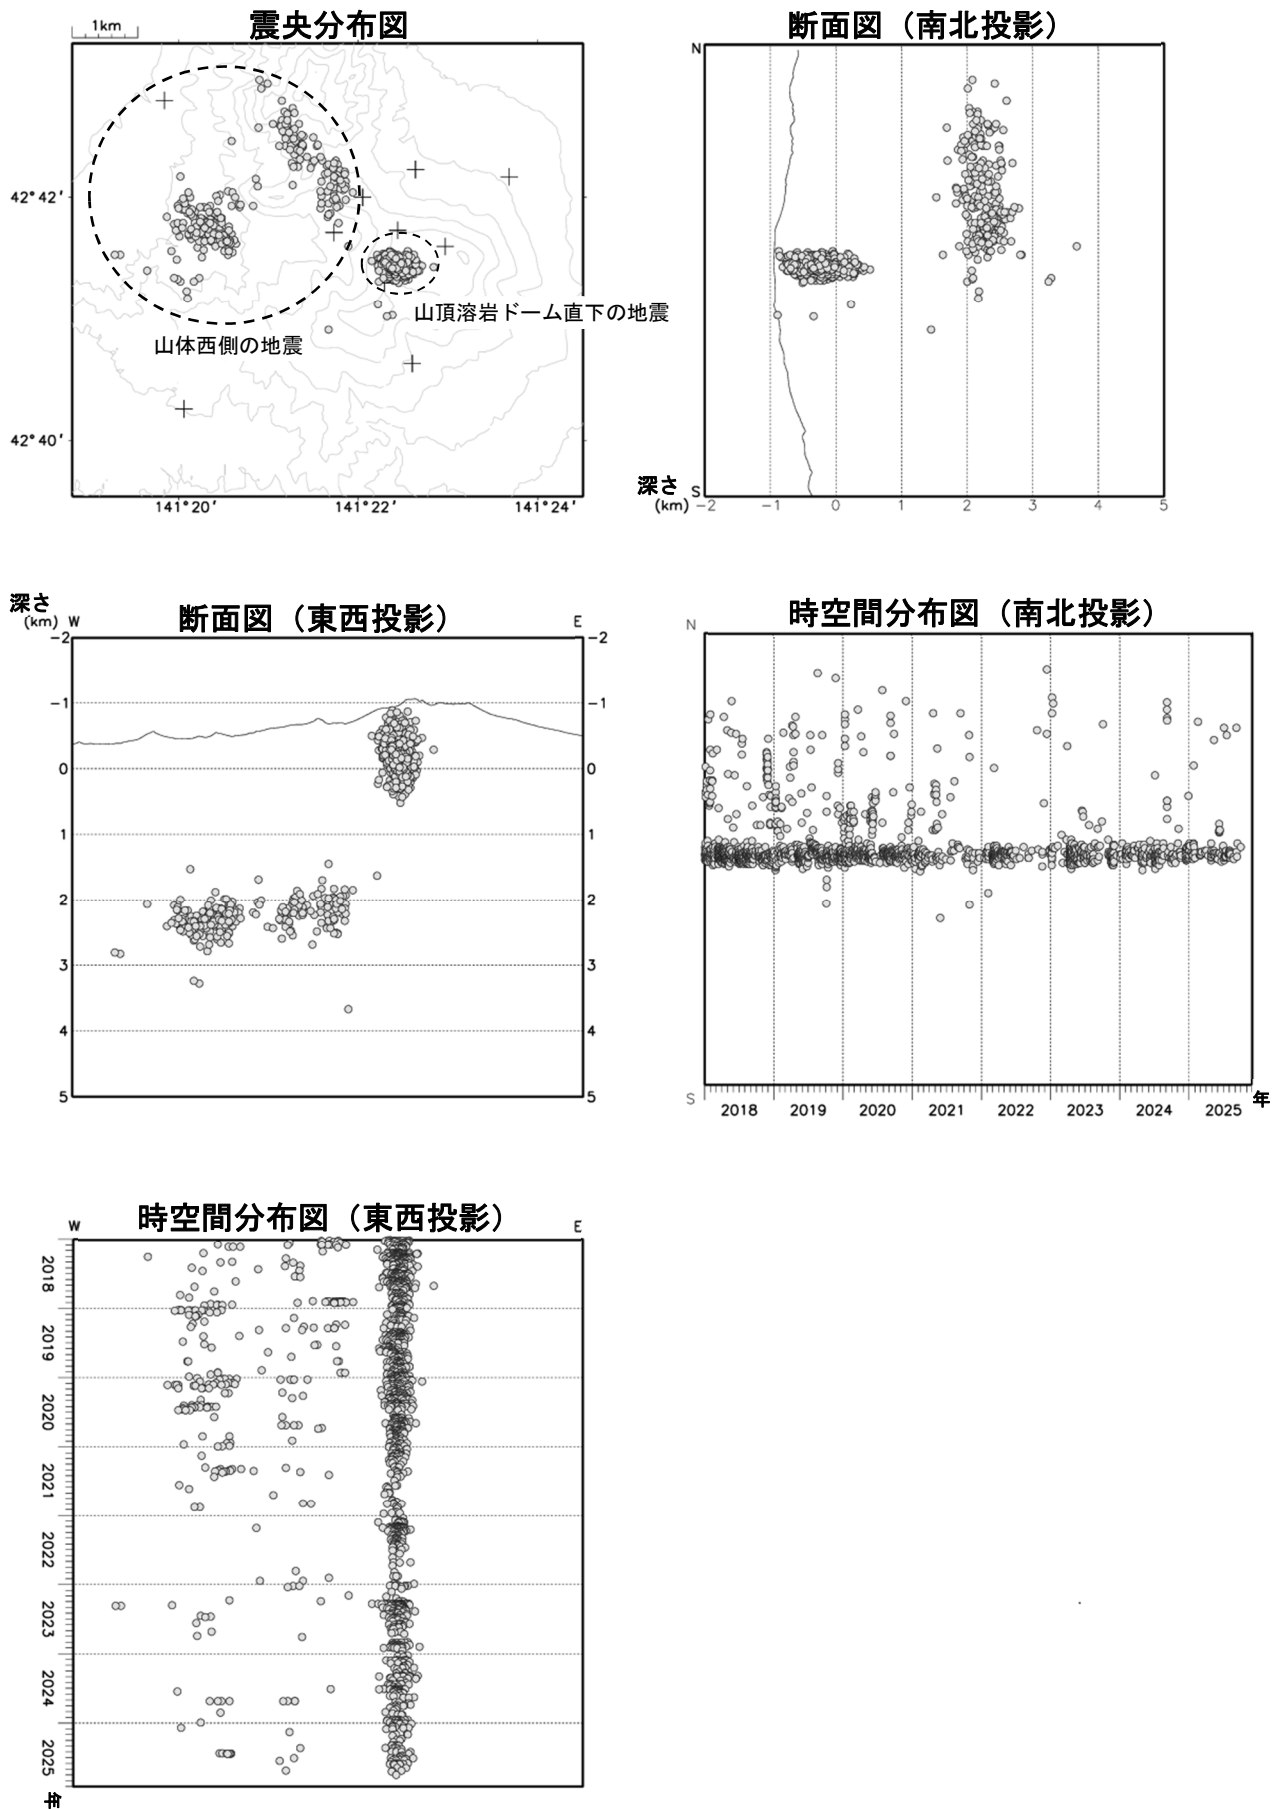 1km
震央分布図
42°42′
42°40′
141°20′
141°22′
141°24′
山体西側の地震
山頂溶岩ドーム直下の地震
断面図（南北投影）
N
S
深さ
(km)
−2
−1
0
1
2
3
4
5
断面図（東西投影）
深さ
(km)
W
E
−2
−1
0
1
2
3
4
5
−2
−1
0
1
2
3
4
5
時空間分布図（南北投影）
N
S
2018
2019
2020
2021
2022
2023
2024
2025
年
時空間分布図（東西投影）
W
E
2018
2019
2020
2021
2022
2023
2024
2025
年